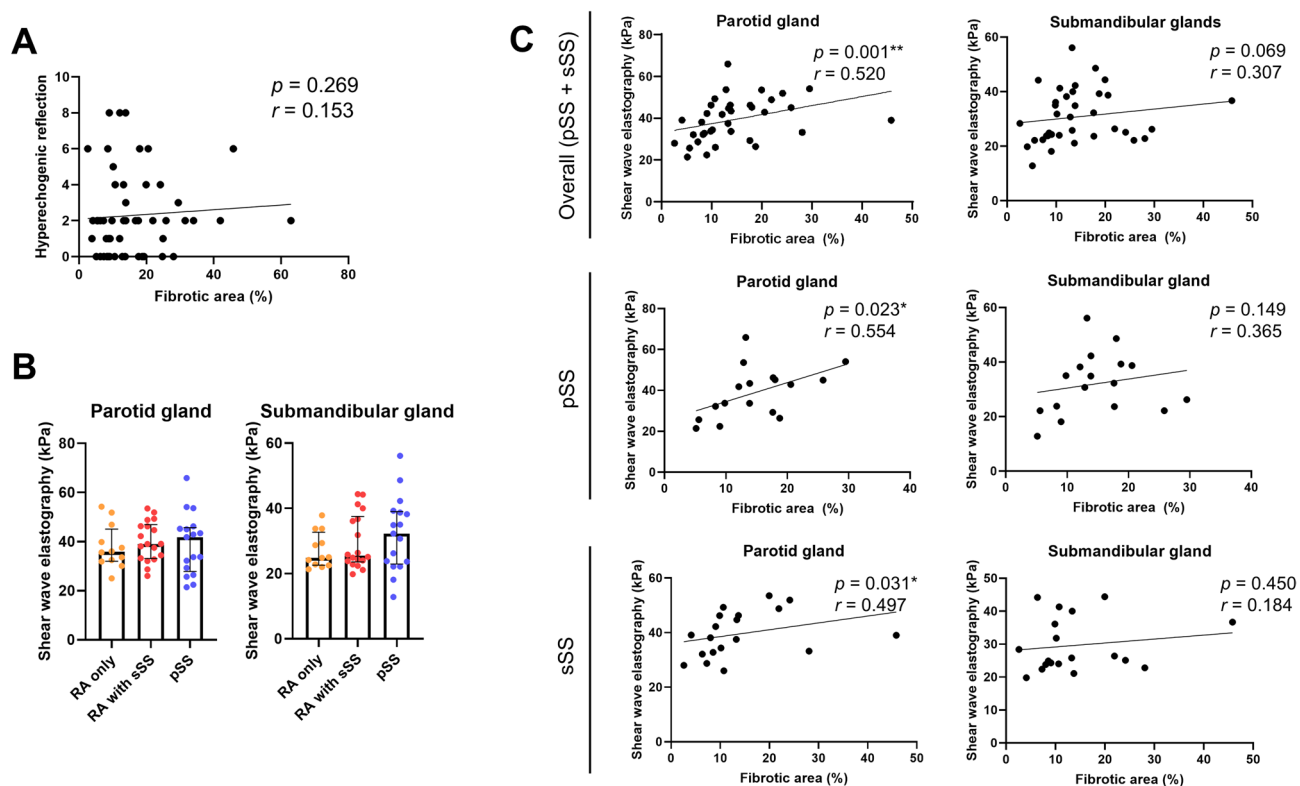 A
p = 0.269
r = 0.153
Hyperechogenic reflection
10
8
6
4
2
0
0 20 40 60 80
Fibrotic area (%)
B
Parotid gland
Shear wave elastography (kPa)
80
60
40
20
0
RA only
RA with sSS
pSS
Submandibular gland
Shear wave elastography (kPa)
60
40
20
0
RA only
RA with sSS
pSS
C
Overall (pSS + sSS)
Parotid gland
p = 0.001**
r = 0.520
Shear wave elastography (kPa)
80
60
40
20
0
0 10 20 30 40 50
Fibrotic area (%)
Submandibular glands
p = 0.069
r = 0.307
Shear wave elastography (kPa)
60
40
20
0
0 10 20 30 40 50
Fibrotic area (%)
pSS
Parotid gland
p = 0.023*
r = 0.554
Shear wave elastography (kPa)
80
60
40
20
0
0 10 20 30 40
Fibrotic area (%)
Submandibular gland
p = 0.149
r = 0.365
Shear wave elastography (kPa)
60
40
20
0
0 10 20 30 40
Fibrotic area (%)
sSS
Parotid gland
p = 0.031*
r = 0.497
Shear wave elastography (kPa)
60
40
20
0
0 10 20 30 40 50
Fibrotic area (%)
Submandibular gland
p = 0.450
r = 0.184
Shear wave elastography (kPa)
50
40
30
20
10
0
0 10 20 30 40 50
Fibrotic area (%)